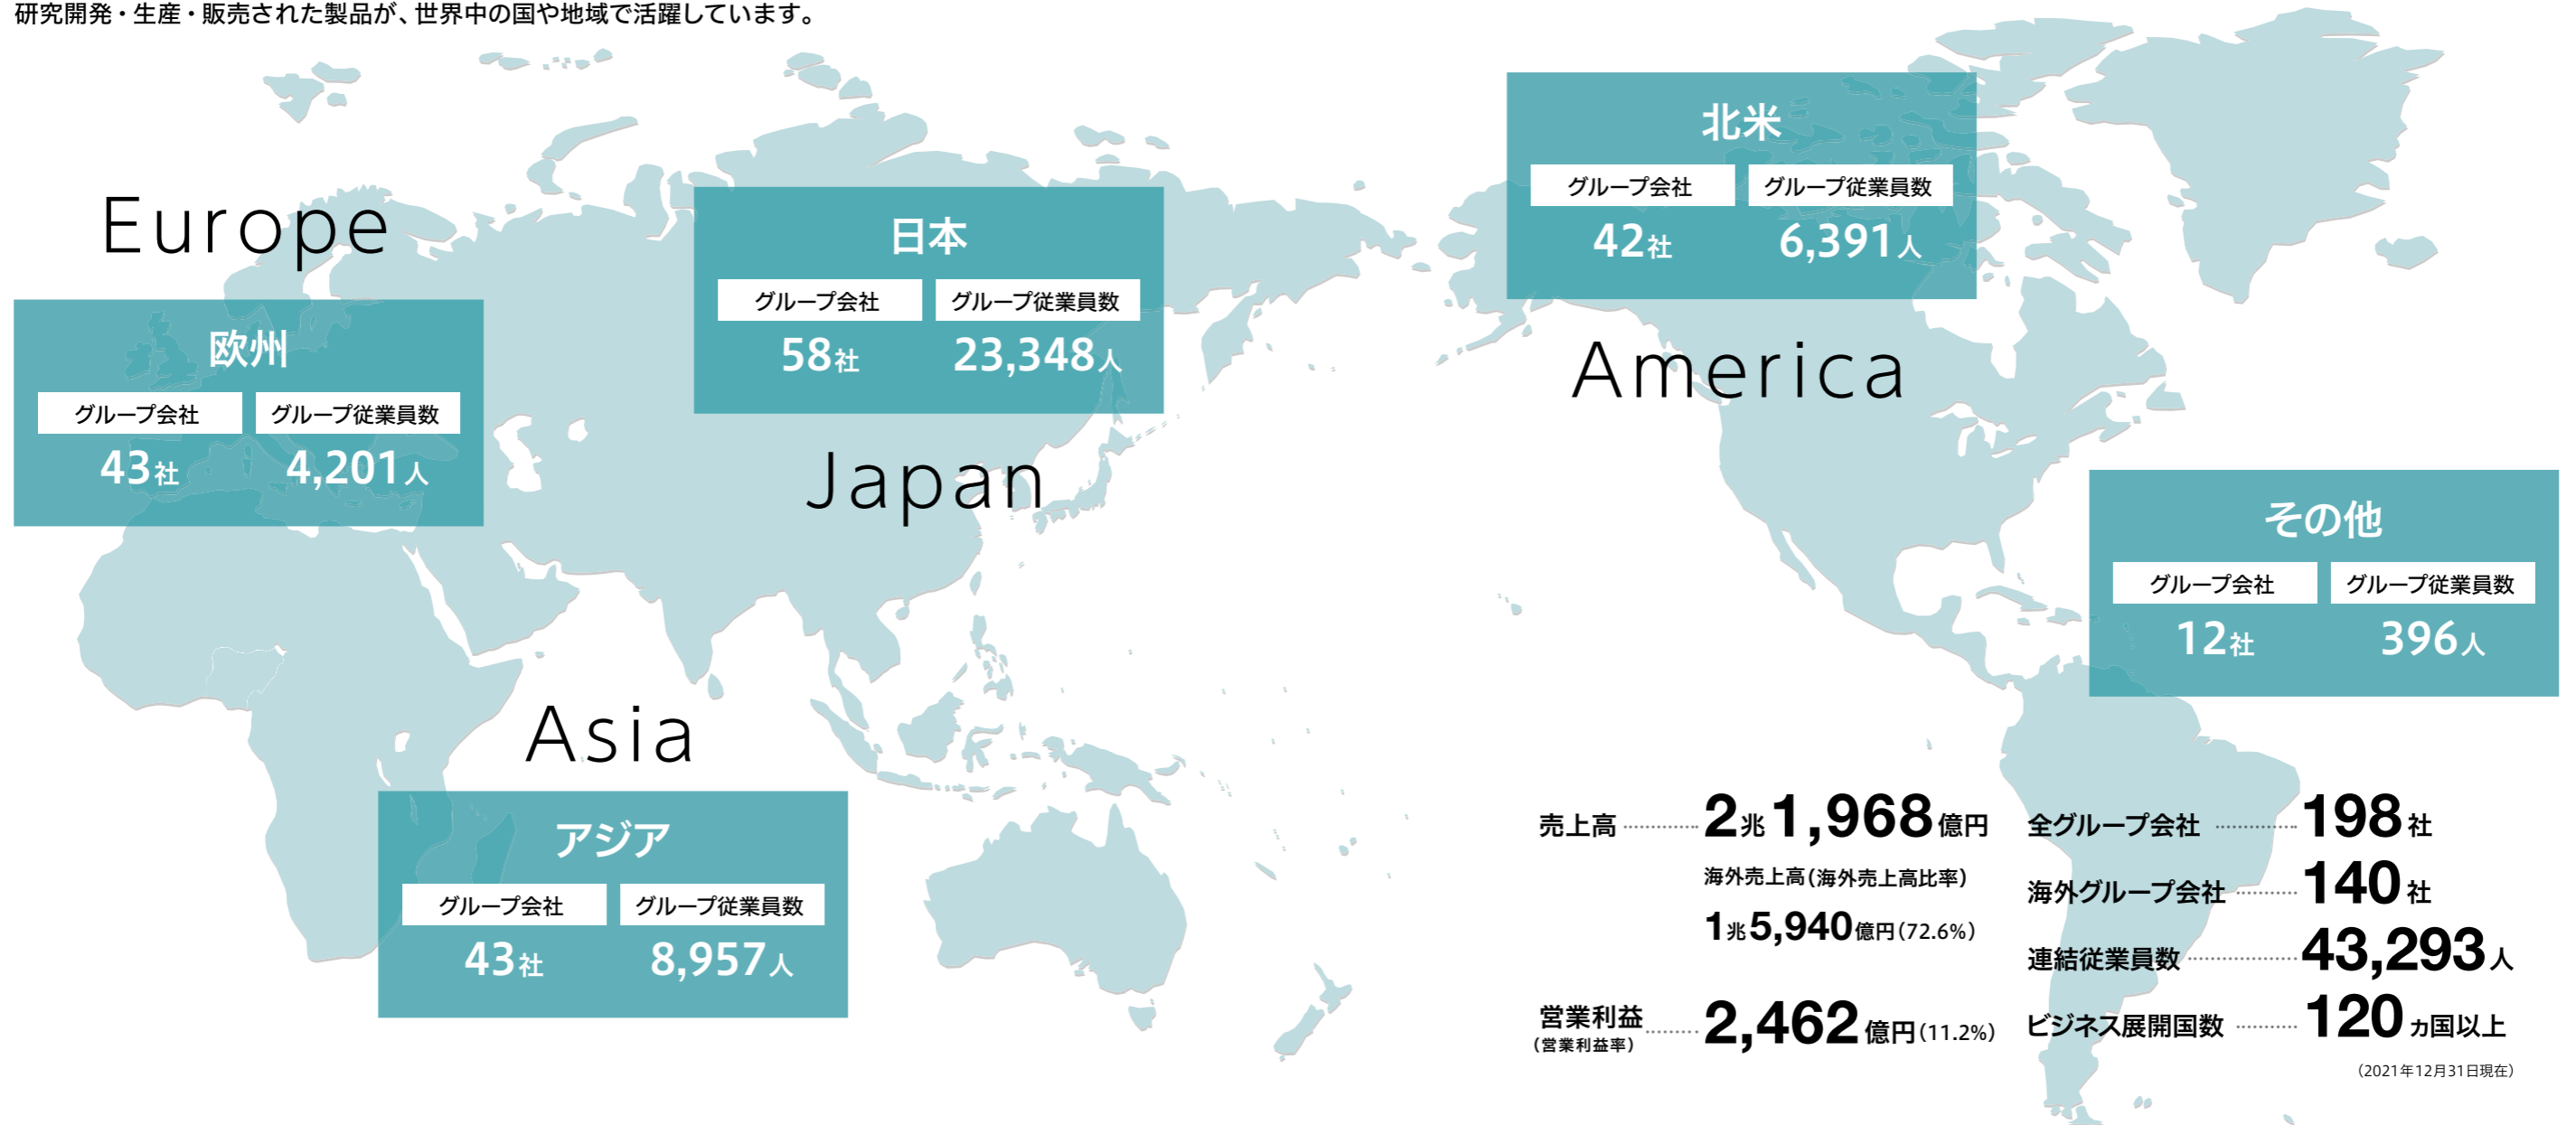 研究開発・生産・販売された製品が、世界中の国や地域で活躍しています。
Europe
欧州
グループ会社 グループ従業員数
43社 4,201人
日本
グループ会社 グループ従業員数
58社 23,348人
Japan
Asia
アジア
グループ会社 グループ従業員数
43社 8,957人
北米
グループ会社 グループ従業員数
42社 6,391人
America
その他
グループ会社 グループ従業員数
12社 396人
売上高 2兆1,968億円
海外売上高(海外売上高比率)
1兆5,940億円(72.6%)
営業利益 2,462億円(11.2%)
(営業利益率)
全グループ会社 198社
海外グループ会社 140社
連結従業員数 43,293人
ビジネス展開国数 120ヵ国以上
(2021年12月31日現在)